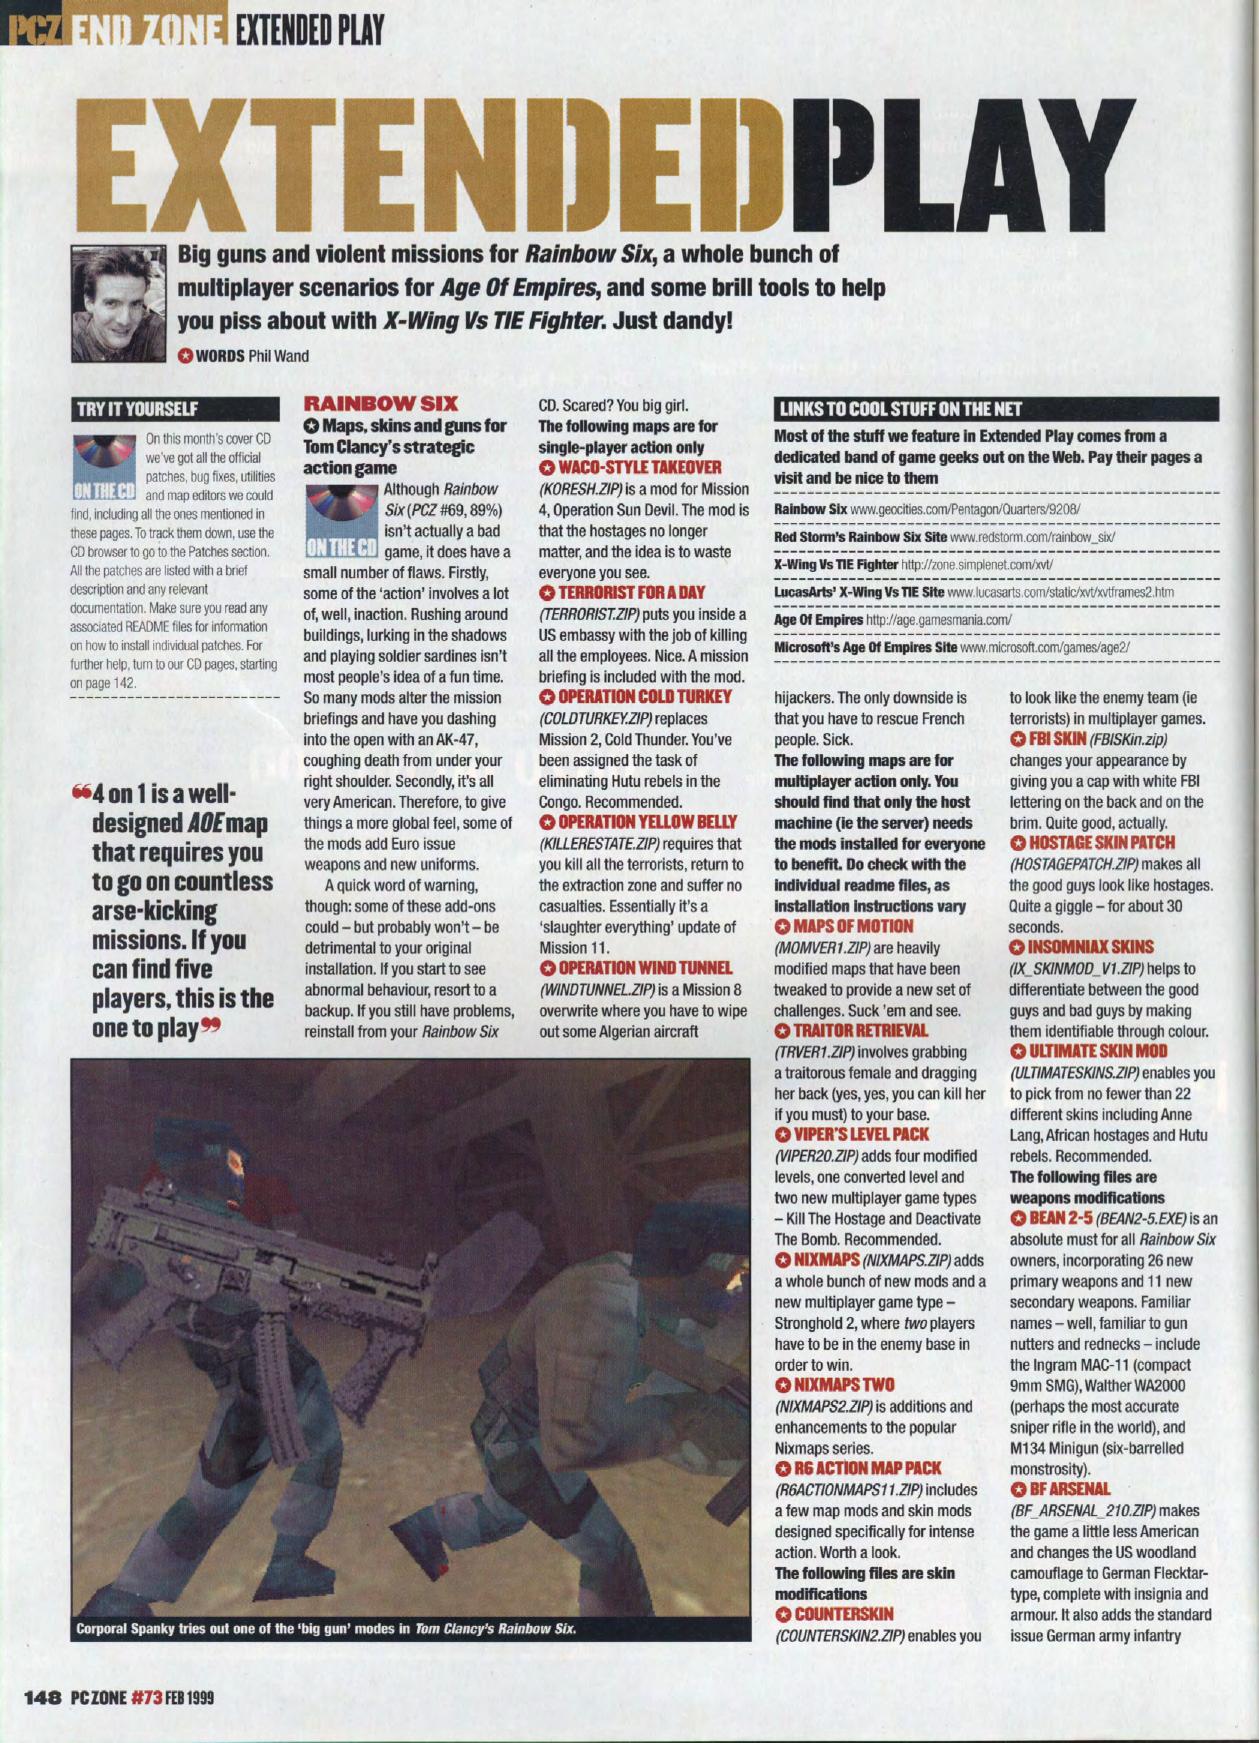 PCZ END ZONE EXTENDED PLAY
EXTENDEDPLAY
Big guns and violent missions for Rainbow Six, a whole bunch of
multiplayer scenarios for Age Of Empires, and some brill tools to help
you piss about with X-Wing Vs TIE Fighter. Just dandy!
WORDS Phil Wand
TRY IT YOURSELF
ON THE CD
On this month's cover CD
we've got all the official
patches, bug fixes, utilities
and map editors we could
find, including all the ones mentioned in
these pages. To track them down, use the
CD browser to go to the Patches section.
All the patches are listed with a brief
description and any relevant
documentation. Make sure you read any
associated README files for information
on how to install individual patches. For
further help, turn to our CD pages, starting
on page 142.
“4 on 1 is a well-
designed AOE map
that requires you
to go on countless
arse-kicking
missions. If you
can find five
players, this is the
one to play”
RAINBOW SIX
Maps, skins and guns for
Tom Clancy's strategic
action game
ON THE CD
Although Rainbow
Six (PCZ #69, 89%)
isn't actually a bad
game, it does have a
small number of flaws. Firstly,
some of the 'action' involves a lot
of, well, inaction. Rushing around
buildings, lurking in the shadows
and playing soldier sardines isn't
most people's idea of a fun time.
So many mods alter the mission
briefings and have you dashing
into the open with an AK-47,
coughing death from under your
right shoulder. Secondly, it's all
very American. Therefore, to give
things a more global feel, some of
the mods add Euro issue
weapons and new uniforms.
A quick word of warning,
though: some of these add-ons
could – but probably won't – be
detrimental to your original
installation. If you start to see
abnormal behaviour, resort to a
backup. If you still have problems,
reinstall from your Rainbow Six
CD. Scared? You big girl.
The following maps are for
single-player action only
WACO-STYLE TAKEOVER
(KORESH.ZIP) is a mod for Mission
4, Operation Sun Devil. The mod is
that the hostages no longer
matter, and the idea is to waste
everyone you see.
TERRORIST FOR A DAY
(TERRORIST.ZIP) puts you inside a
US embassy with the job of killing
all the employees. Nice. A mission
briefing is included with the mod.
OPERATION COLD TURKEY
(COLDTURKEY.ZIP) replaces
Mission 2, Cold Thunder. You've
been assigned the task of
eliminating Hutu rebels in the
Congo. Recommended.
OPERATION YELLOW BELLY
(KILLERESTATE.ZIP) requires that
you kill all the terrorists, return to
the extraction zone and suffer no
casualties. Essentially it's a
'slaughter everything' update of
Mission 11.
OPERATION WIND TUNNEL
(WINDTUNNEL.ZIP) is a Mission 8
overwrite where you have to wipe
out some Algerian aircraft
LINKS TO COOL STUFF ON THE NET
Most of the stuff we feature in Extended Play comes from a
dedicated band of game geeks out on the Web. Pay their pages a
visit and be nice to them
Rainbow Six www.geocities.com/Pentagon/Quarters/9208/
Red Storm's Rainbow Six Site www.redstorm.com/rainbow_six/
X-Wing Vs TIE Fighter http://zone.simplenet.com/xvt/
LucasArts' X-Wing Vs TIE Site www.lucasarts.com/static/xvt/xvtframes2.htm
Age Of Empires http://age.gamesmania.com/
Microsoft's Age Of Empires Site www.microsoft.com/games/age2/
hijackers. The only downside is
that you have to rescue French
people. Sick.
The following maps are for
multiplayer action only. You
should find that only the host
machine (ie the server) needs
the mods installed for everyone
to benefit. Do check with the
individual readme files, as
installation instructions vary
MAPS OF MOTION
(MOMVER1.ZIP) are heavily
modified maps that have been
tweaked to provide a new set of
challenges. Suck 'em and see.
TRAITOR RETRIEVAL
(TRVER1.ZIP) involves grabbing
a traitorous female and dragging
her back (yes, yes, you can kill her
if you must) to your base.
VIPER'S LEVEL PACK
(VIPER20.ZIP) adds four modified
levels, one converted level and
two new multiplayer game types
– Kill The Hostage and Deactivate
The Bomb. Recommended.
NIXMAPS (NIXMAPS.ZIP) adds
a whole bunch of new mods and a
new multiplayer game type –
Stronghold 2, where two players
have to be in the enemy base in
order to win.
NIXMAPS TWO
(NIXMAPS2.ZIP) is additions and
enhancements to the popular
Nixmaps series.
R6 ACTION MAP PACK
(R6ACTIONMAPS11.ZIP) includes
a few map mods and skin mods
designed specifically for intense
action. Worth a look.
The following files are skin
modifications
COUNTERSKIN
(COUNTERSKIN2.ZIP) enables you
to look like the enemy team (ie
terrorists) in multiplayer games.
FBI SKIN (FBISKin.zip)
changes your appearance by
giving you a cap with white FBI
lettering on the back and on the
brim. Quite good, actually.
HOSTAGE SKIN PATCH
(HOSTAGEPATCH.ZIP) makes all
the good guys look like hostages.
Quite a giggle – for about 30
seconds.
INSOMNIAX SKINS
(IX_SKINMOD_V1.ZIP) helps to
differentiate between the good
guys and bad guys by making
them identifiable through colour.
ULTIMATE SKIN MOD
(ULTIMATESKINS.ZIP) enables you
to pick from no fewer than 22
different skins including Anne
Lang, African hostages and Hutu
rebels. Recommended.
The following files are
weapons modifications
BEAN 2-5 (BEAN2-5.EXE) is an
absolute must for all Rainbow Six
owners, incorporating 26 new
primary weapons and 11 new
secondary weapons. Familiar
names – well, familiar to gun
nutters and rednecks – include
the Ingram MAC-11 (compact
9mm SMG), Walther WA2000
(perhaps the most accurate
sniper rifle in the world), and
M134 Minigun (six-barrelled
monstrosity).
BF ARSENAL
(BF_ARSENAL_210.ZIP) makes
the game a little less American
and changes the US woodland
camouflage to German Flecktar-
type, complete with insignia and
armour. It also adds the standard
issue German army infantry
Corporal Spanky tries out one of the 'big gun' modes in Tom Clancy's Rainbow Six.
148 PC ZONE #73 FEB 1999